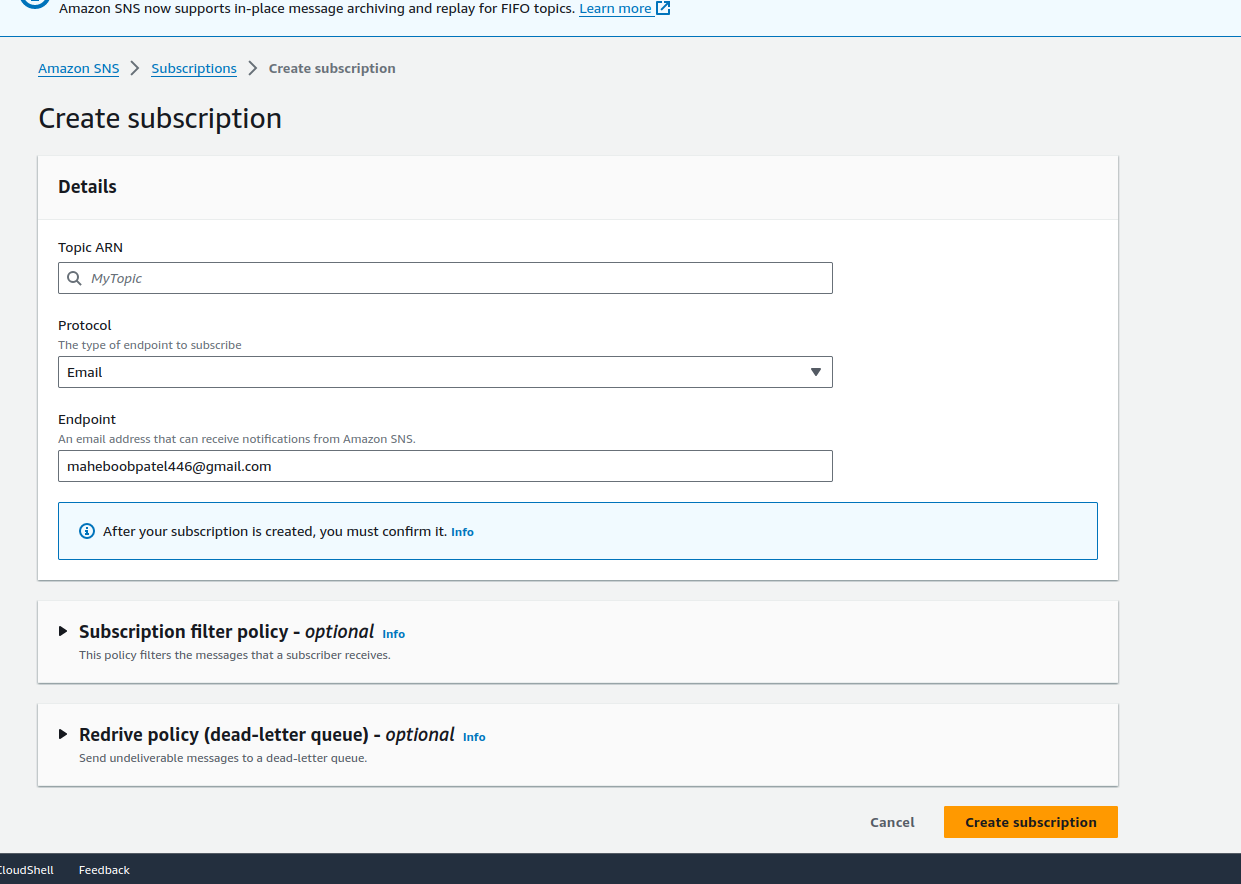 Amazon SNS now supports in-place message archiving and replay for FIFO topics. Learn more
Amazon SNS > Subscriptions > Create subscription
Create subscription
Details
Topic ARN
MyTopic
Protocol
The type of endpoint to subscribe
Email
Endpoint
An email address that can receive notifications from Amazon SNS.
maheboobpatel446@gmail.com
After your subscription is created, you must confirm it. Info
Subscription filter policy - optional Info
This policy filters the messages that a subscriber receives.
Redrive policy (dead-letter queue) - optional Info
Send undeliverable messages to a dead-letter queue.
Cancel Create subscription
CloudShell Feedback